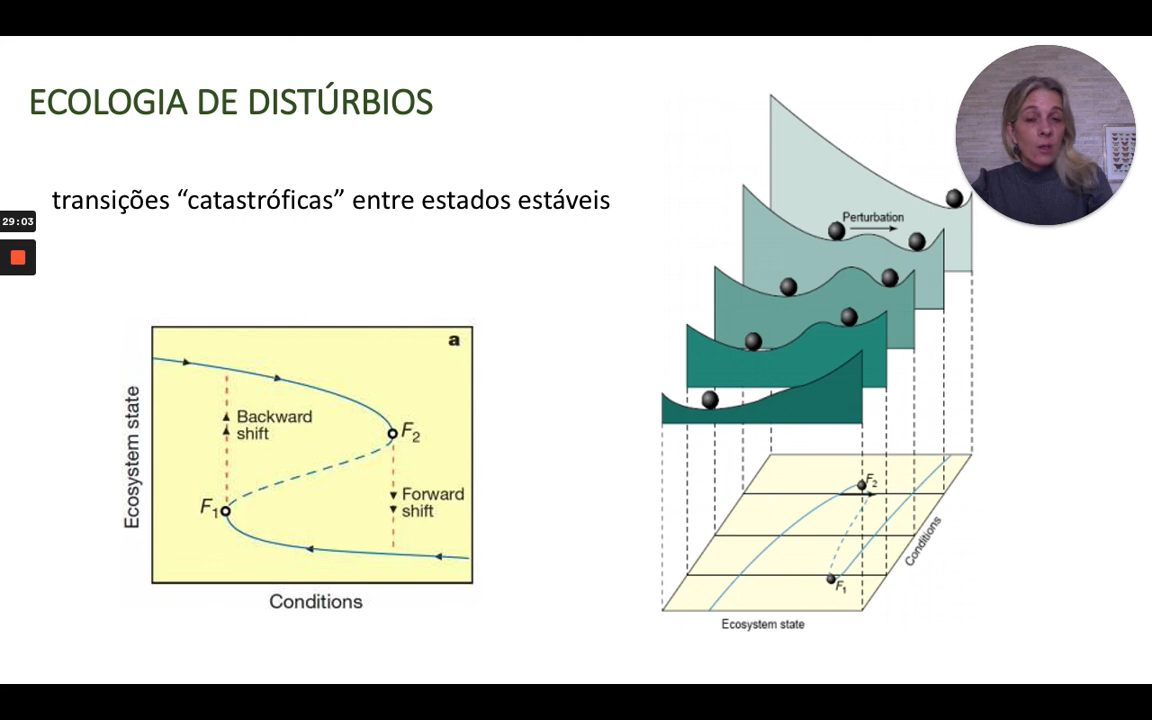 ECOLOGIA DE DISTÚRBIOS
transições “catastróficas” entre estados estáveis
29:03
a
Ecosystem state
Backward
shift
F2
F1
Forward
shift
Conditions
Perturbation
F2
F1
Conditions
Ecosystem state